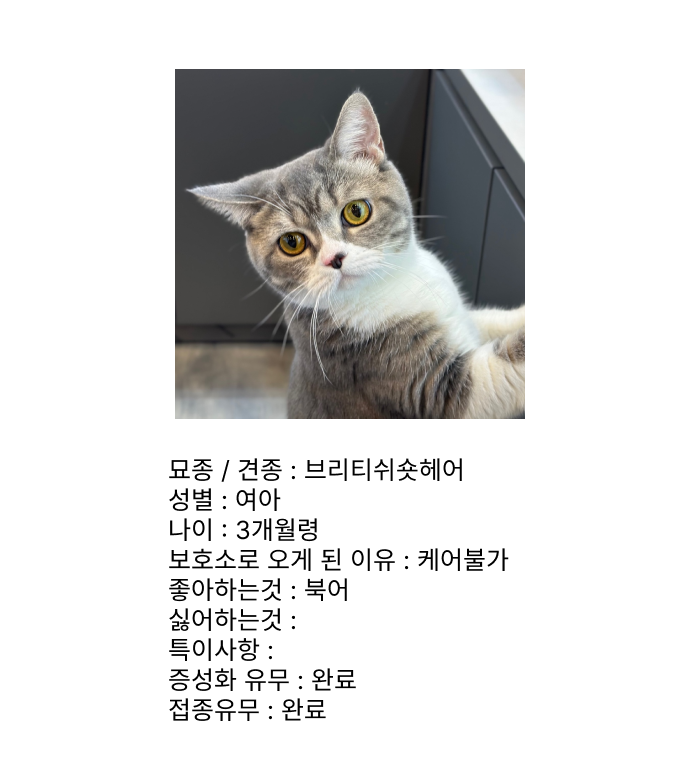 묘종 / 견종 : 브리티쉬숏헤어
성별 : 여아
나이 : 3개월령
보호소로 오게 된 이유 : 케어불가
좋아하는것 : 북어
싫어하는것 :
특이사항 :
증성화 유무 : 완료
접종유무 : 완료